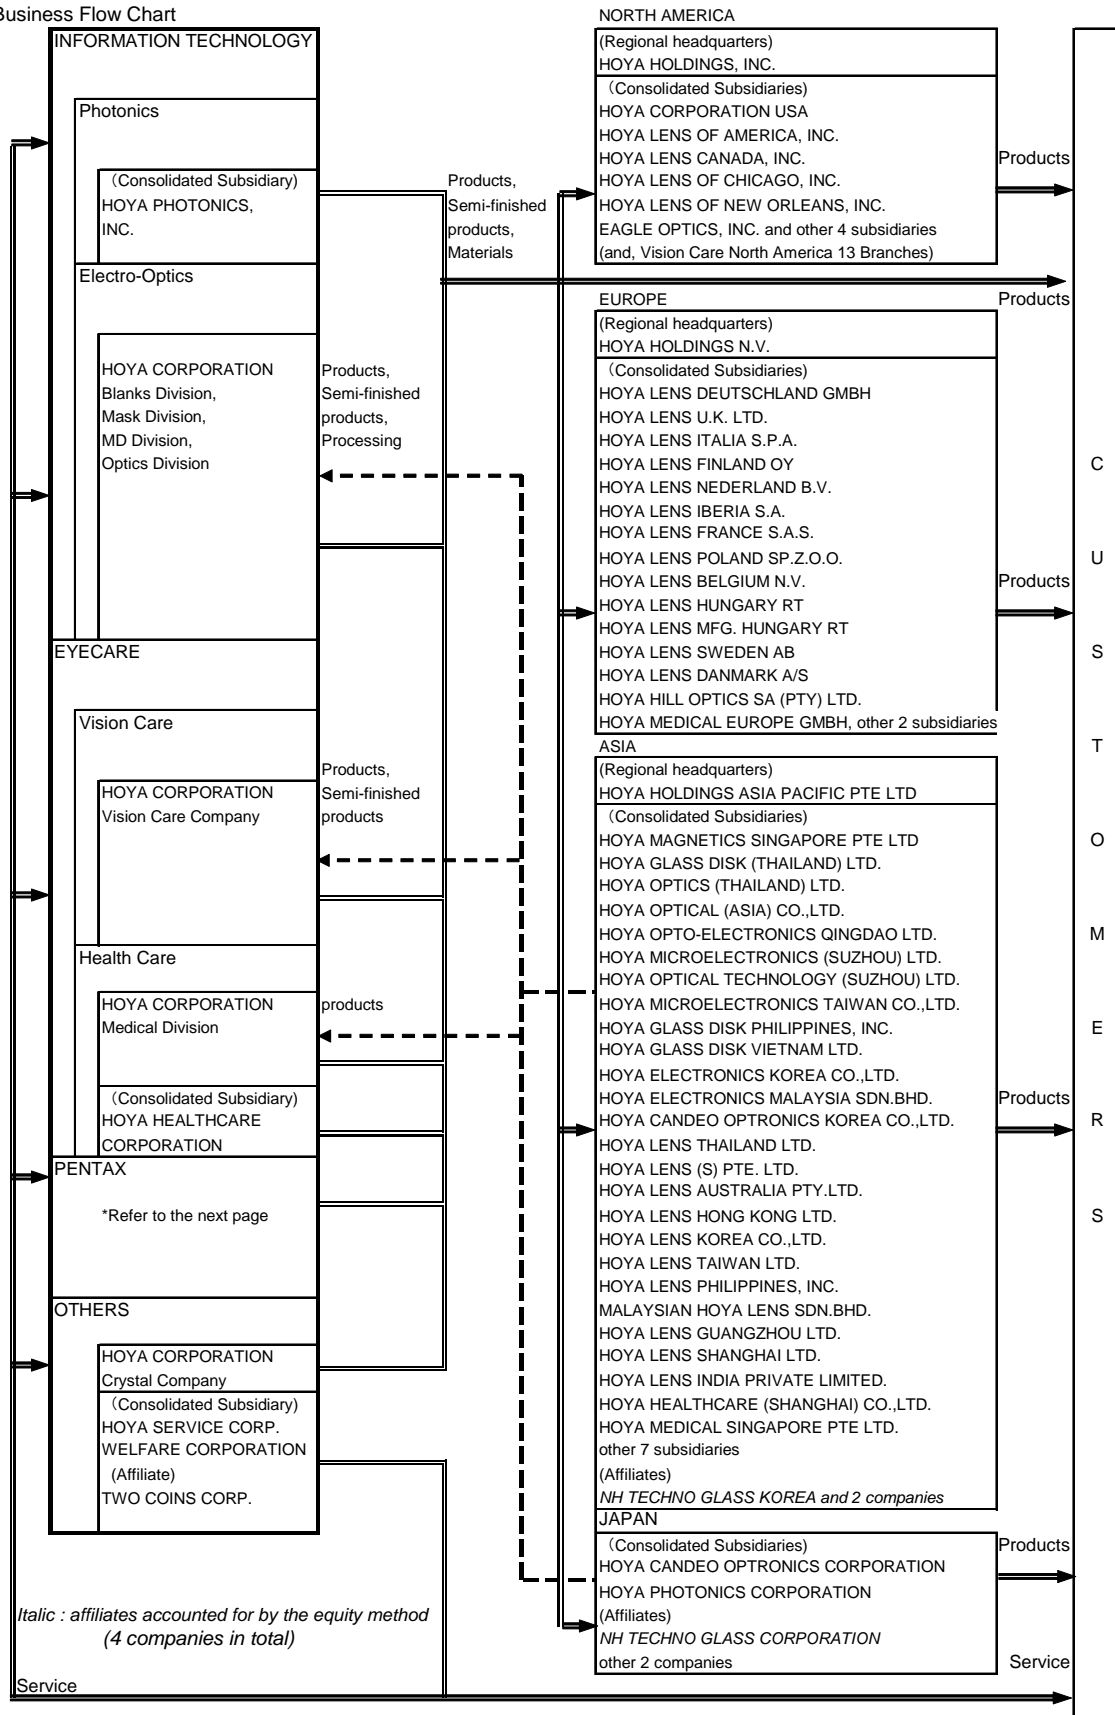 Business Flow Chart
INFORMATION TECHNOLOGY
Photonics
(Consolidated Subsidiary)
HOYA PHOTONICS,
INC.
Products,
Semi-finished
products,
Materials
Electro-Optics
HOYA CORPORATION
Blanks Division,
Mask Division,
MD Division,
Optics Division
Products,
Semi-finished
products,
Processing
EYECARE
Vision Care
HOYA CORPORATION
Vision Care Company
Products,
Semi-finished
products
Health Care
HOYA CORPORATION
Medical Division
products
(Consolidated Subsidiary)
HOYA HEALTHCARE
CORPORATION
PENTAX
*Refer to the next page
OTHERS
HOYA CORPORATION
Crystal Company
(Consolidated Subsidiary)
HOYA SERVICE CORP.
WELFARE CORPORATION
(Affiliate)
TWO COINS CORP.
Italic : affiliates accounted for by the equity method
(4 companies in total)
Service
NORTH AMERICA
(Regional headquarters)
HOYA HOLDINGS, INC.
(Consolidated Subsidiaries)
HOYA CORPORATION USA
HOYA LENS OF AMERICA, INC.
HOYA LENS CANADA, INC.
HOYA LENS OF CHICAGO, INC.
HOYA LENS OF NEW ORLEANS, INC.
EAGLE OPTICS, INC. and other 4 subsidiaries
(and, Vision Care North America 13 Branches)
Products
Products
EUROPE
(Regional headquarters)
HOYA HOLDINGS N.V.
(Consolidated Subsidiaries)
HOYA LENS DEUTSCHLAND GMBH
HOYA LENS U.K. LTD.
HOYA LENS ITALIA S.P.A.
HOYA LENS FINLAND OY
HOYA LENS NEDERLAND B.V.
HOYA LENS IBERIA S.A.
HOYA LENS FRANCE S.A.S.
HOYA LENS POLAND SP.Z.O.O.
HOYA LENS BELGIUM N.V.
HOYA LENS HUNGARY RT
HOYA LENS MFG. HUNGARY RT
HOYA LENS SWEDEN AB
HOYA LENS DANMARK A/S
HOYA HILL OPTICS SA (PTY) LTD.
HOYA MEDICAL EUROPE GMBH, other 2 subsidiaries
Products
ASIA
(Regional headquarters)
HOYA HOLDINGS ASIA PACIFIC PTE LTD
(Consolidated Subsidiaries)
HOYA MAGNETICS SINGAPORE PTE LTD
HOYA GLASS DISK (THAILAND) LTD.
HOYA OPTICS (THAILAND) LTD.
HOYA OPTICAL (ASIA) CO.,LTD.
HOYA OPTO-ELECTRONICS QINGDAO LTD.
HOYA MICROELECTRONICS (SUZHOU) LTD.
HOYA OPTICAL TECHNOLOGY (SUZHOU) LTD.
HOYA MICROELECTRONICS TAIWAN CO.,LTD.
HOYA GLASS DISK PHILIPPINES, INC.
HOYA GLASS DISK VIETNAM LTD.
HOYA ELECTRONICS KOREA CO.,LTD.
HOYA ELECTRONICS MALAYSIA SDN.BHD.
HOYA CANDEO OPTRONICS KOREA CO.,LTD.
HOYA LENS THAILAND LTD.
HOYA LENS (S) PTE. LTD.
HOYA LENS AUSTRALIA PTY.LTD.
HOYA LENS HONG KONG LTD.
HOYA LENS KOREA CO.,LTD.
HOYA LENS TAIWAN LTD.
HOYA LENS PHILIPPINES, INC.
MALAYSIAN HOYA LENS SDN.BHD.
HOYA LENS GUANGZHOU LTD.
HOYA LENS SHANGHAI LTD.
HOYA LENS INDIA PRIVATE LIMITED.
HOYA HEALTHCARE (SHANGHAI) CO.,LTD.
HOYA MEDICAL SINGAPORE PTE LTD.
other 7 subsidiaries
(Affiliates)
NH TECHNO GLASS KOREA and 2 companies
Products
JAPAN
(Consolidated Subsidiaries)
HOYA CANDEO OPTRONICS CORPORATION
HOYA PHOTONICS CORPORATION
(Affiliates)
NH TECHNO GLASS CORPORATION
other 2 companies
Products
Service
C
U
S
T
O
M
E
R
S